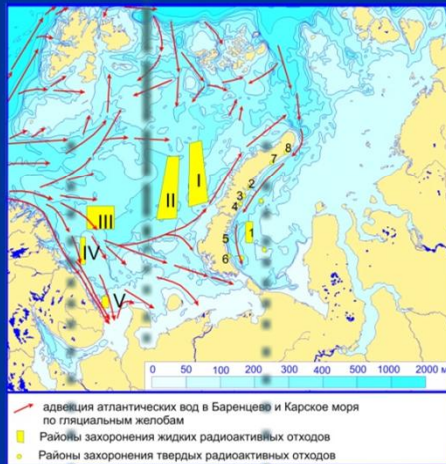 8
7
2
3
4
I
II
III
1
5
6
IV
V
0 50 100 200 300 400 500 1000 2000 м
адвекция атлантических вод в Баренцево и Карское моря
по гляциальным желобам
Районы захоронения жидких радиоактивных отходов
Районы захоронения твердых радиоактивных отходов